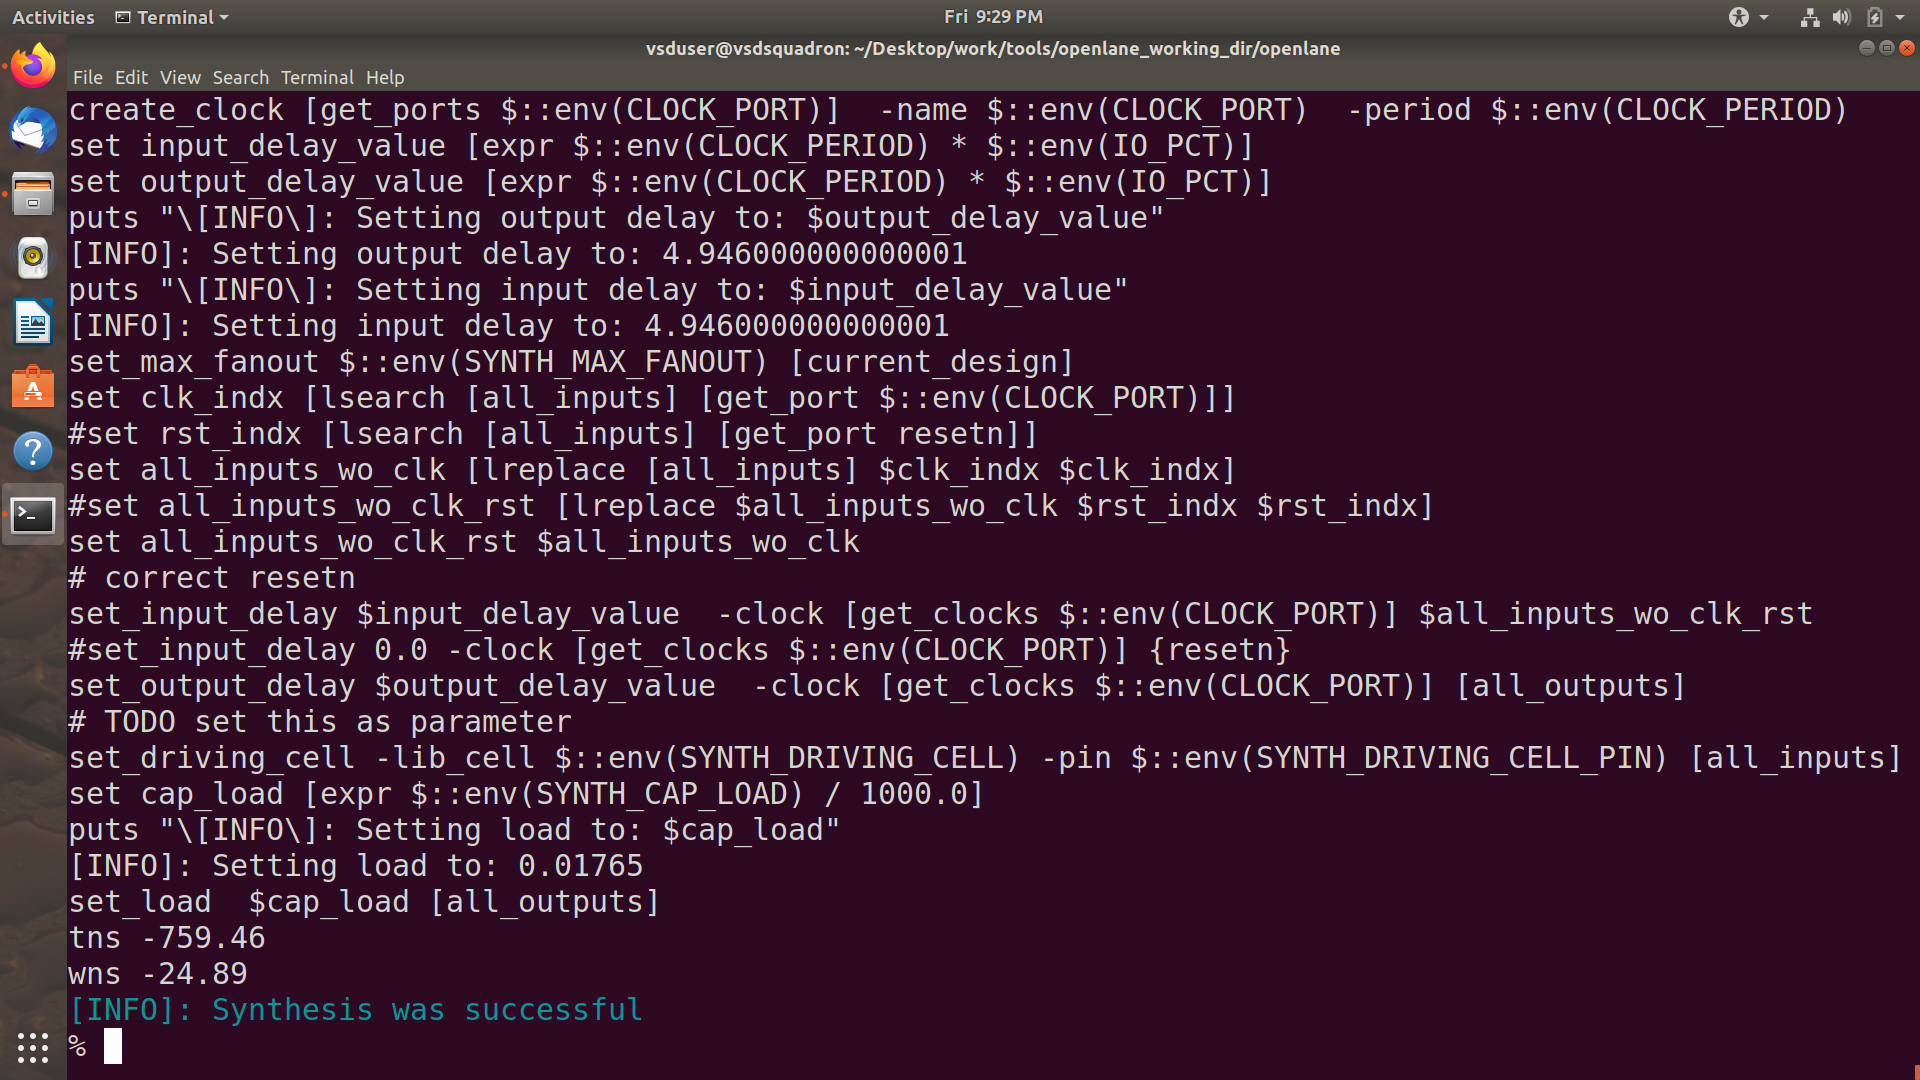 Activities Terminal Fri 9:29 PM
vsduser@vsdsquadron: ~/Desktop/work/tools/openlane_working_dir/openlane
File Edit View Search Terminal Help
create_clock [get_ports $::env(CLOCK_PORT)]  -name $::env(CLOCK_PORT)  -period $::env(CLOCK_PERIOD)
set input_delay_value [expr $::env(CLOCK_PERIOD) * $::env(IO_PCT)]
set output_delay_value [expr $::env(CLOCK_PERIOD) * $::env(IO_PCT)]
puts "\[INFO\]: Setting output delay to: $output_delay_value"
[INFO]: Setting output delay to: 4.946000000000001
puts "\[INFO\]: Setting input delay to: $input_delay_value"
[INFO]: Setting input delay to: 4.946000000000001
set_max_fanout $::env(SYNTH_MAX_FANOUT) [current_design]
set clk_indx [lsearch [all_inputs] [get_port $::env(CLOCK_PORT)]]
#set rst_indx [lsearch [all_inputs] [get_port resetn]]
set all_inputs_wo_clk [lreplace [all_inputs] $clk_indx $clk_indx]
#set all_inputs_wo_clk_rst [lreplace $all_inputs_wo_clk $rst_indx $rst_indx]
set all_inputs_wo_clk_rst $all_inputs_wo_clk
# correct resetn
set_input_delay $input_delay_value  -clock [get_clocks $::env(CLOCK_PORT)] $all_inputs_wo_clk_rst
#set_input_delay 0.0 -clock [get_clocks $::env(CLOCK_PORT)] {resetn}
set_output_delay $output_delay_value  -clock [get_clocks $::env(CLOCK_PORT)] [all_outputs]
# TODO set this as parameter
set_driving_cell -lib_cell $::env(SYNTH_DRIVING_CELL) -pin $::env(SYNTH_DRIVING_CELL_PIN) [all_inputs]
set cap_load [expr $::env(SYNTH_CAP_LOAD) / 1000.0]
puts "\[INFO\]: Setting load to: $cap_load"
[INFO]: Setting load to: 0.01765
set_load  $cap_load [all_outputs]
tns -759.46
wns -24.89
[INFO]: Synthesis was successful
%